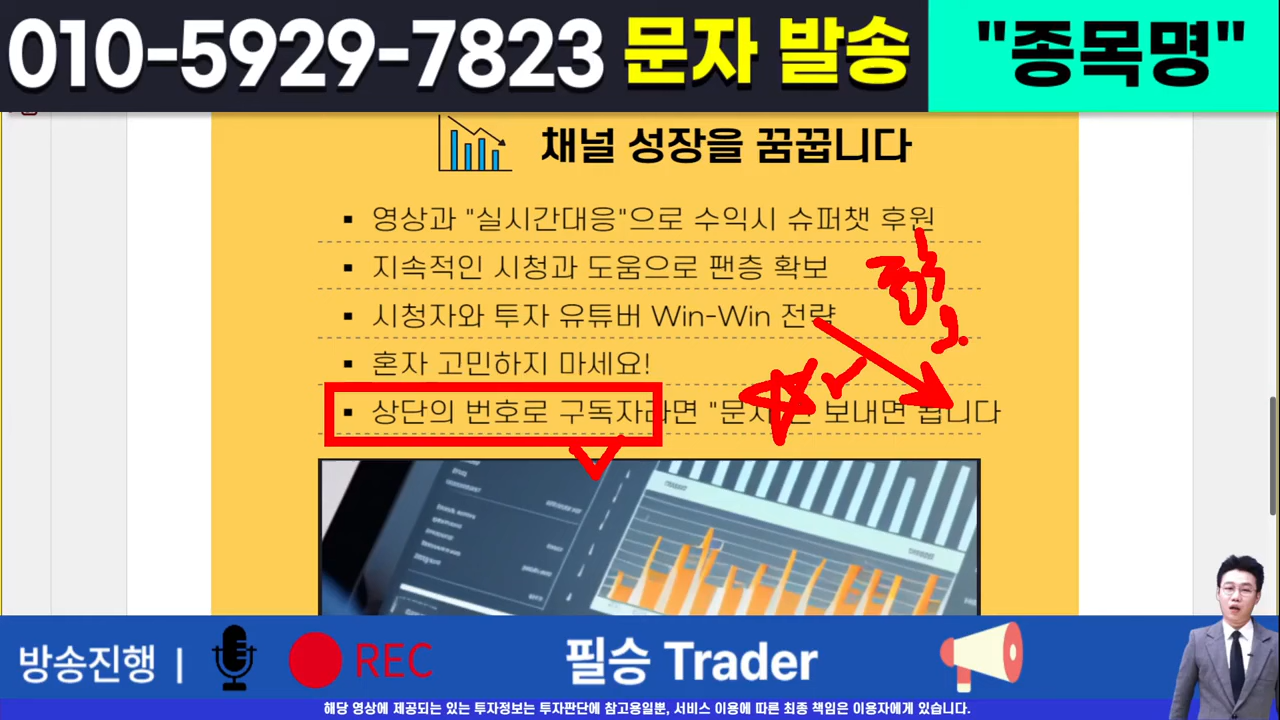 010-5929-7823 문자 발송 "종목명"
채널 성장을 꿈꿉니다
▪ 영상과 "실시간대응"으로 수익시 슈퍼챗 후원
▪ 지속적인 시청과 도움으로 팬층 확보
▪ 시청자와 투자 유튜버 Win-Win 전략
▪ 혼자 고민하지 마세요!
▪ 상단의 번호로 구독자라면 "문자" 보내면 됩니다
방송진행 | REC 필승 Trader
해당 영상에 제공되는 있는 투자정보는 투자판단에 참고용일뿐, 서비스 이용에 따른 최종 책임은 이용자에게 있습니다.